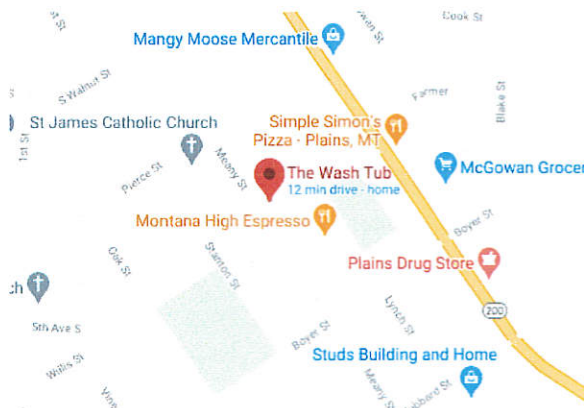 Cook St
Mangy Moose Mercantile
S Walnut St
Farmer
Blake St
St James Catholic Church
1st St
Simple Simon's
Pizza - Plains, MT
Pierce St
Meany St
The Wash Tub
12 min drive - home
McGowan Grocer
Montana High Espresso
Boyer St
Oak St
Stanton St
Plains Drug Store
ch
5th Ave S
Lynch St
200
Boyer St
Willis St
Studs Building and Home
Meany St
Vine